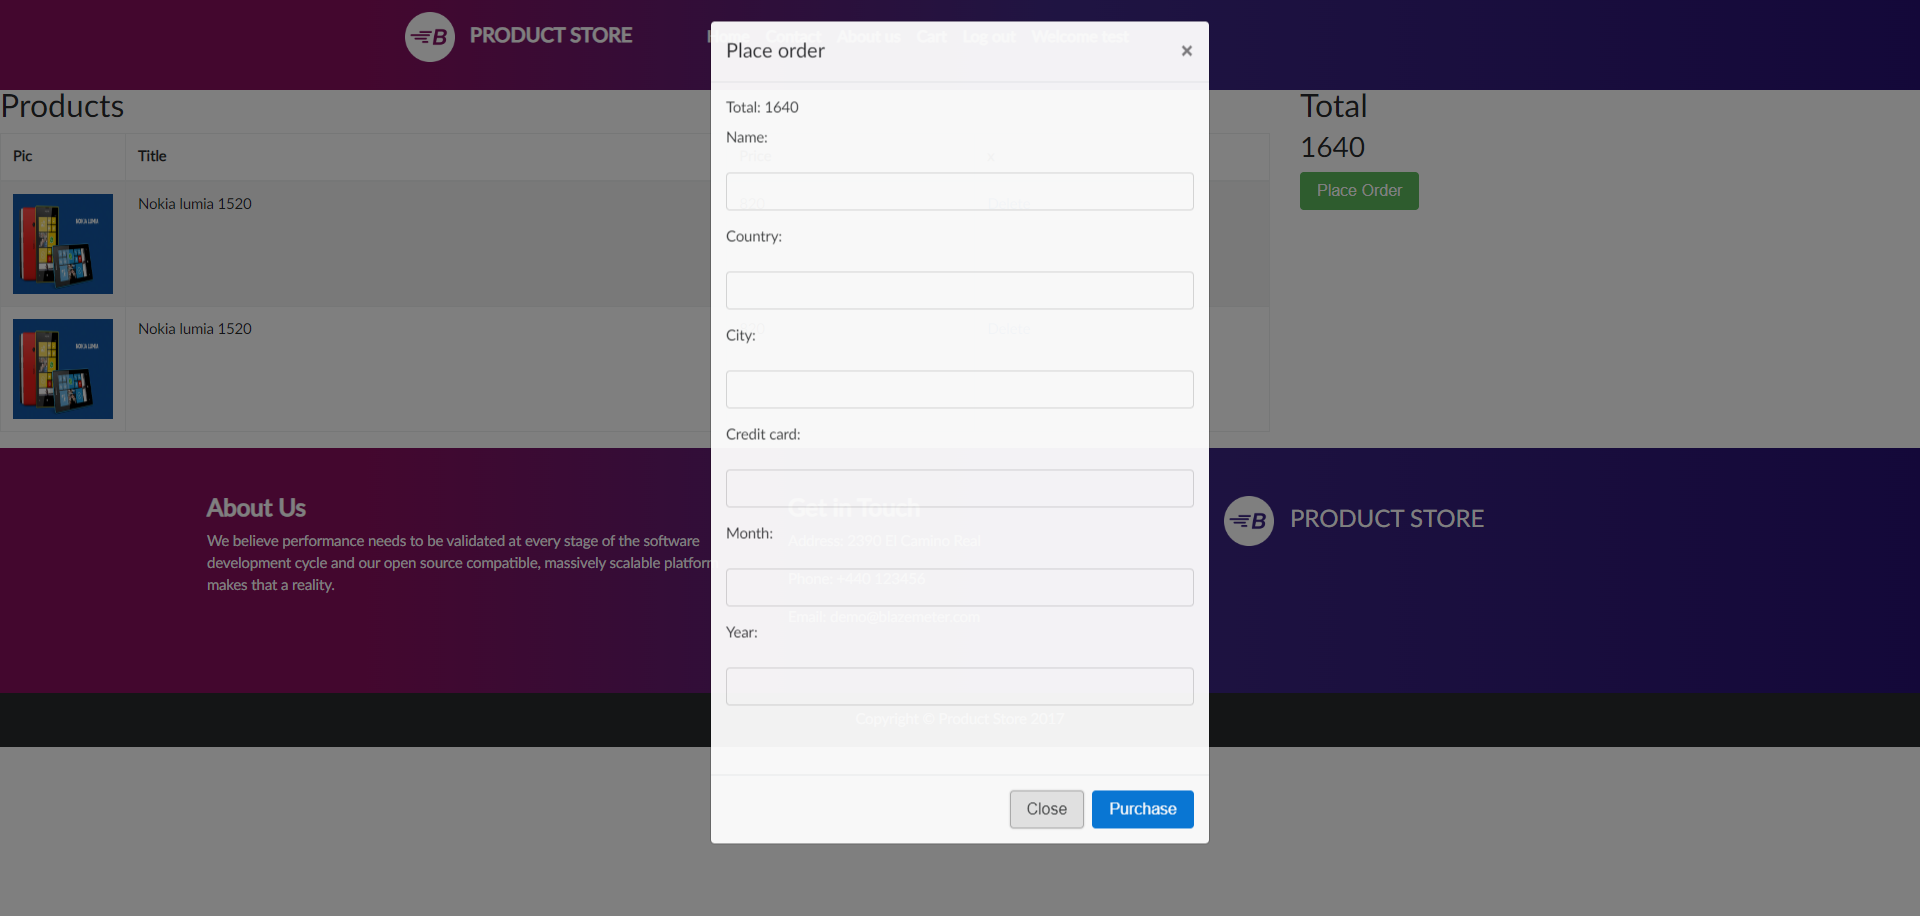 PRODUCT STORE
Home Contact About us Cart Log out Welcome test
Place order
×
Products
Total
1640
Place Order
Pic Title Price x
Nokia lumia 1520 820 Delete
Nokia lumia 1520 Delete
Total: 1640
Name:
Country:
City:
Credit card:
Month:
Year:
Close
Purchase
About Us
We believe performance needs to be validated at every stage of the software
development cycle and our open source compatible, massively scalable platform
makes that a reality.
Get in Touch
Address: 2390 El Camino Real
Phone: +440 123456
Email: demo@blazemeter.com
PRODUCT STORE
Copyright © Product Store 2017